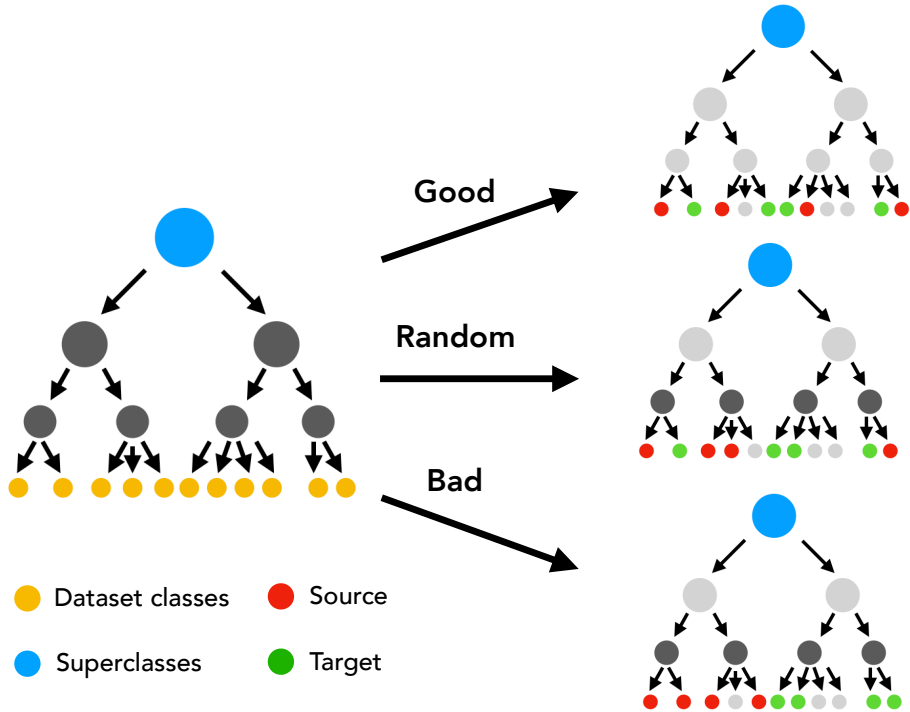 Good
Random
Bad
Dataset classes
Source
Superclasses
Target